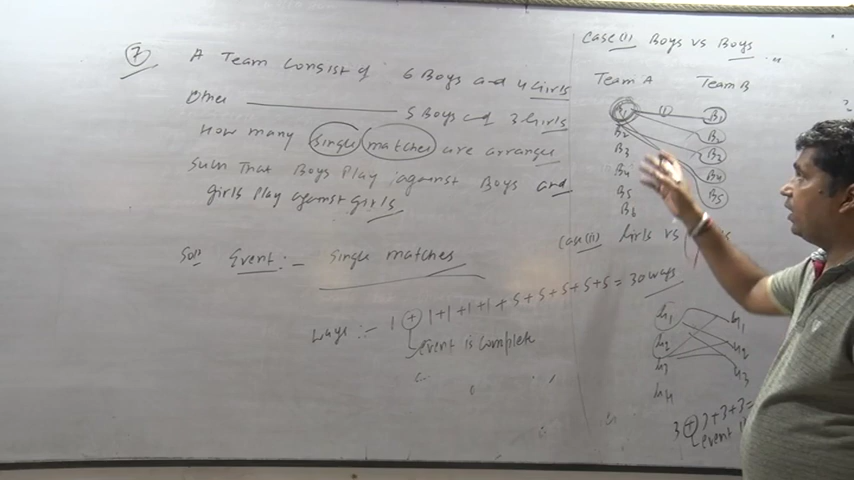 7 A Team consist of 6 Boys and 4 Girls
Other ——— 5 Boys and 3 Girls
How many single matches are arrange
Such That Boys Play against Boys and
girls Play against girls.
Solⁿ Event :- single matches
ways :- 1 + 1+1+1+1+5+5+5+5+5=30 ways
event is complete
Case(i) Boys vs Boys
Team A Team B
B1 (1) B1
B2 B2
B3 B3
B4 B4
B5 B5
B6
Case(ii) Girls vs
G1 G1
G2 G2
G3 G3
G4
3+3+3+3=
event